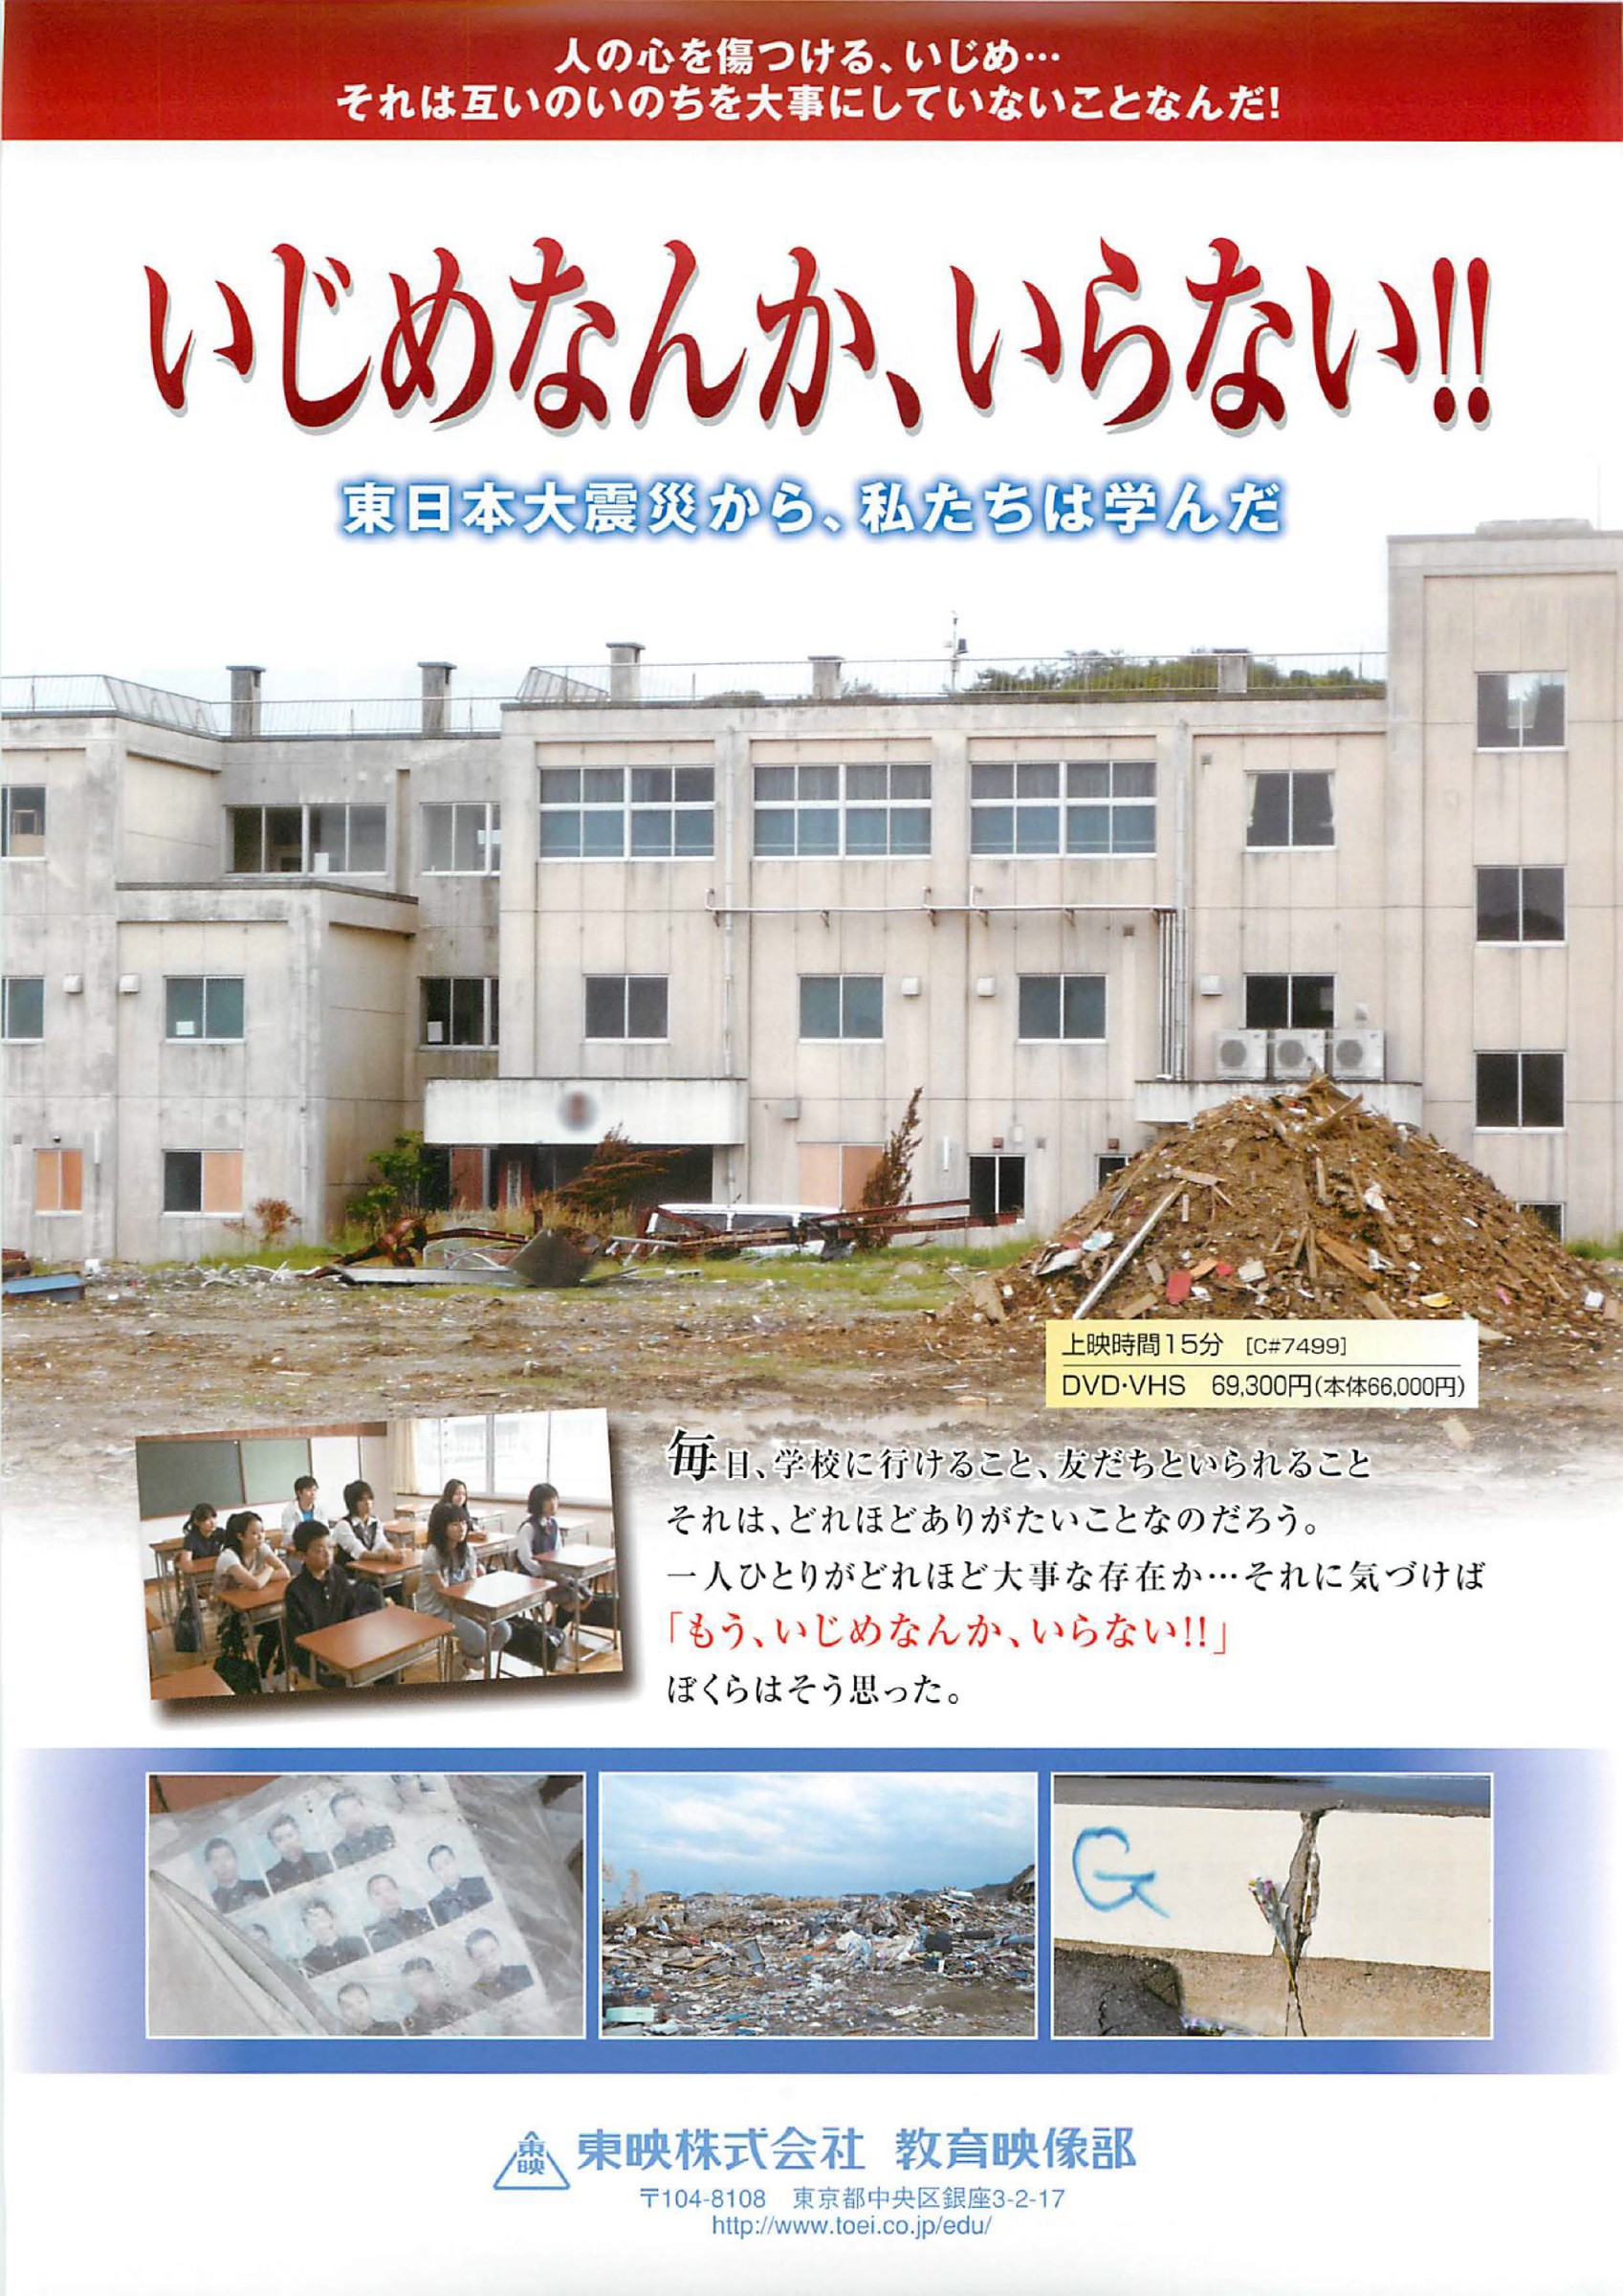 人の心を傷つける、いじめ…
それは互いのいのちを大事にしていないことなんだ!
いじめなんか、いらない!!
東日本大震災から、私たちは学んだ
上映時間15分 [C#7499]
DVD・VHS 69,300円(本体66,000円)
毎日、学校に行けること、友だちといられること
それは、どれほどありがたいことなのだろう。
一人ひとりがどれほど大事な存在か…それに気づけば
「もう、いじめなんか、いらない!!」
ぼくらはそう思った。
G
東映 東映株式会社 教育映像部
〒104-8108 東京都中央区銀座3-2-17
http://www.toei.co.jp/edu/